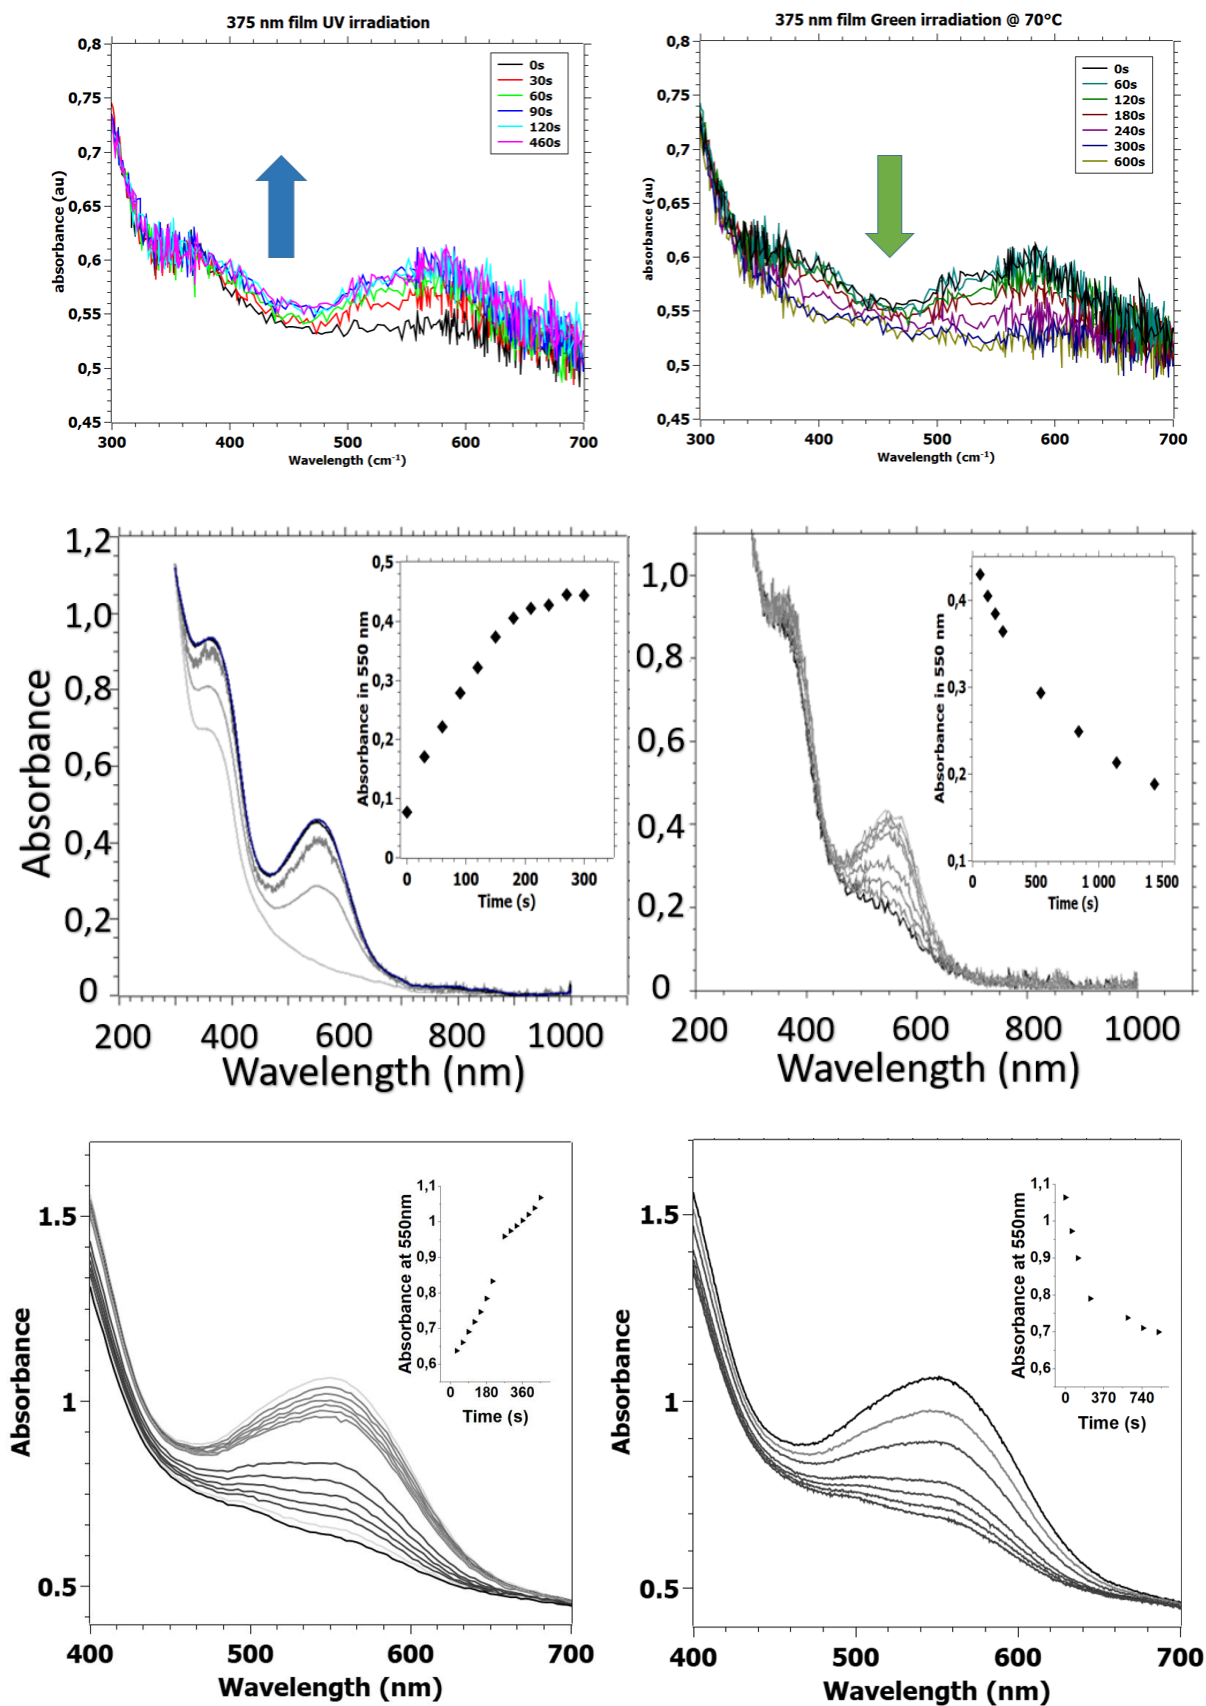 375 nm film UV irradiation
0,8
0,75
0,7
0,65
0,6
0,55
0,5
0,45
absorbance (au)
0s
30s
60s
90s
120s
460s
300 400 500 600 700
Wavelength (cm-1)
375 nm film Green irradiation @ 70°C
0,8
0,75
0,7
0,65
0,6
0,55
0,5
0,45
absorbance (au)
0s
60s
120s
180s
240s
300s
600s
300 400 500 600 700
Wavelength (cm-1)
1,2
1,0
0,8
0,6
0,4
0,2
0
Absorbance
200 400 600 800 1000
Wavelength (nm)
0,5
0,4
0,3
0,2
0,1
0
Absorbance in 550 nm
0 100 200 300
Time (s)
1,0
0,8
0,6
0,4
0,2
0
200 400 600 800 1000
Wavelength (nm)
0,4
0,3
0,2
0,1
Absorbance in 550 nm
0 500 1 000 1 500
Time (s)
1.5
1
0.5
Absorbance
400 500 600 700
Wavelength (nm)
1,1
1
0,9
0,8
0,7
0,6
Absorbance at 550nm
0 180 360
Time (s)
1.5
1
0.5
Absorbance
400 500 600 700
Wavelength (nm)
1,1
1
0,9
0,8
0,7
0,6
Absorbance at 550nm
0 370 740
Time (s)